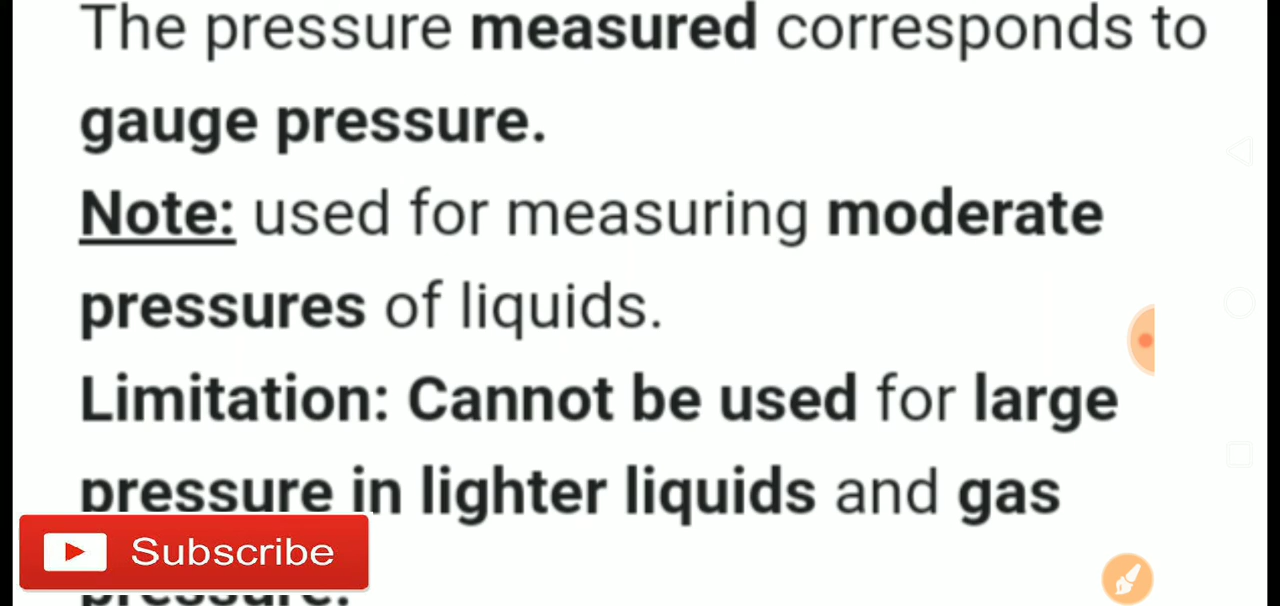 The pressure measured corresponds to
gauge pressure.
Note: used for measuring moderate
pressures of liquids.
Limitation: Cannot be used for large
pressure in lighter liquids and gas
Subscribe
pressure.